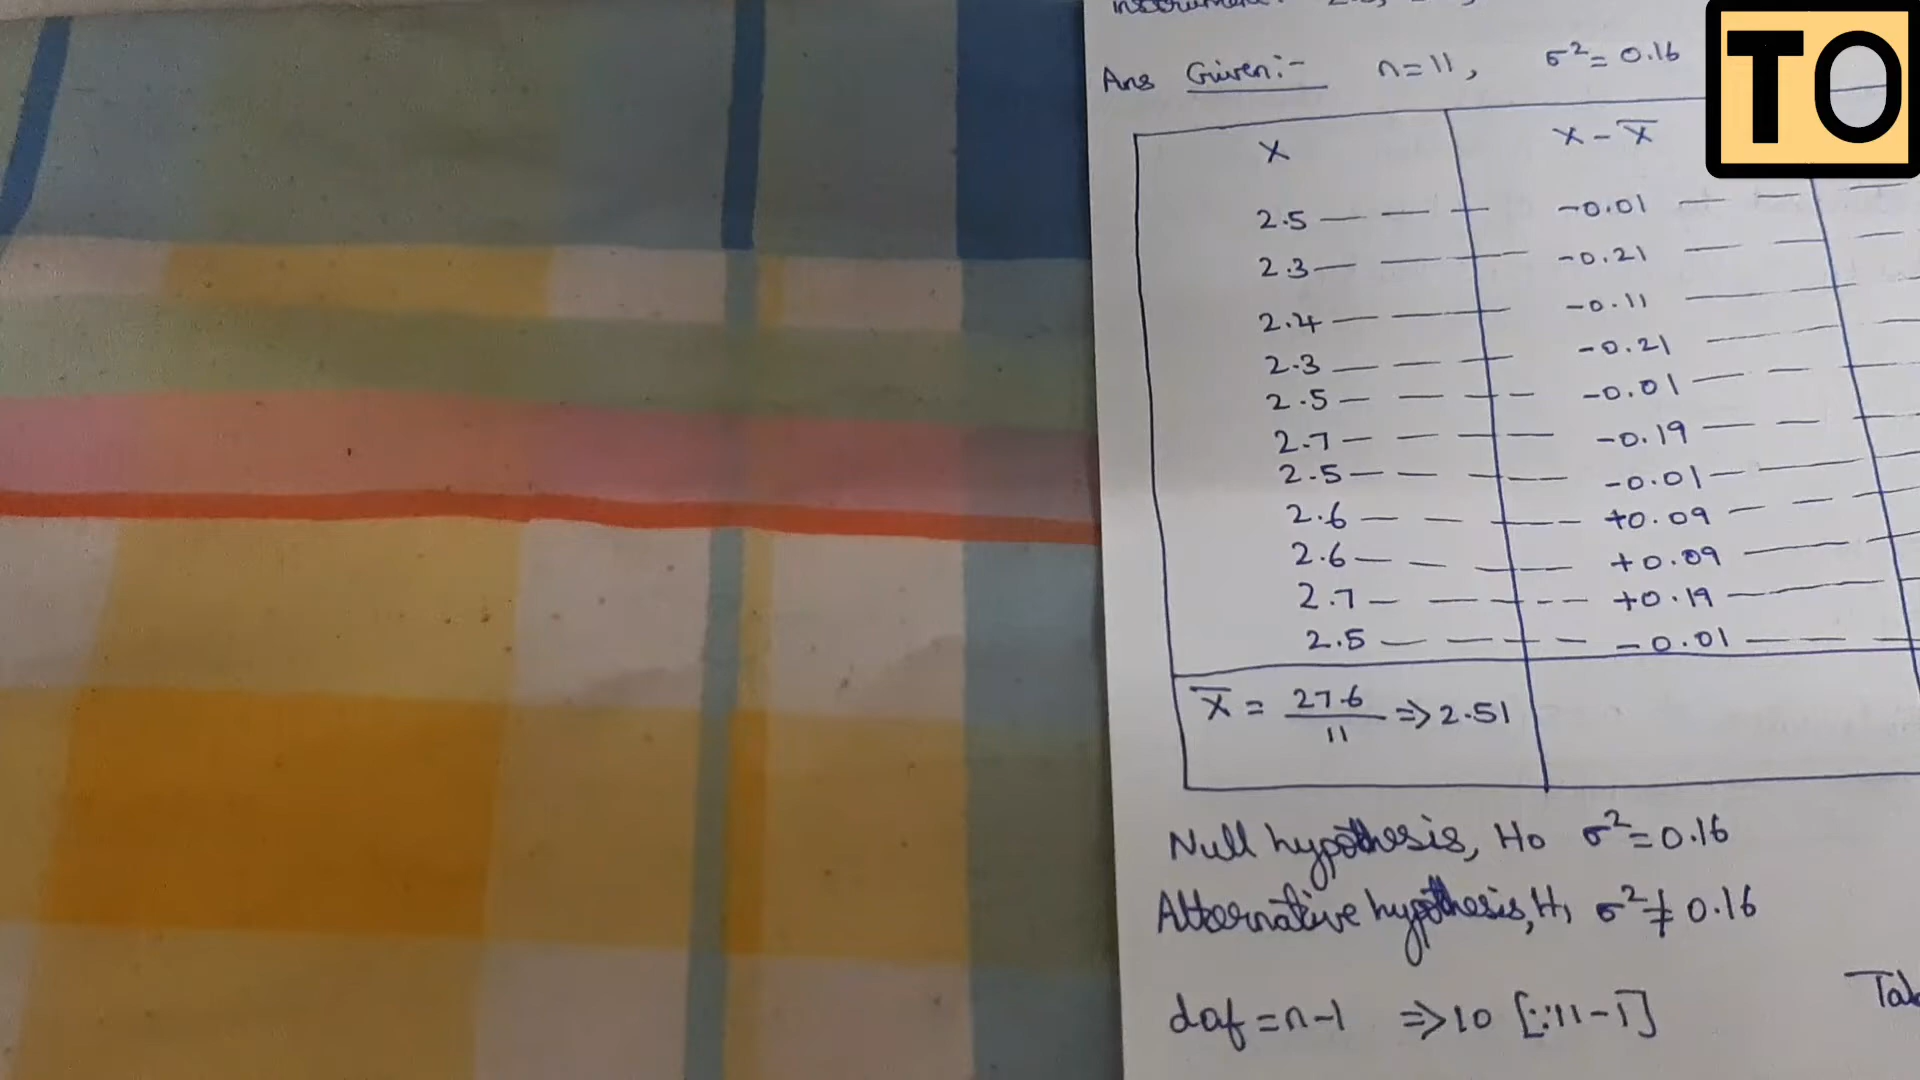 TO
Ans Given:- n=11, σ²= 0.16
X X - X̅
2.5 -0.01
2.3 -0.21
2.4 -0.11
2.3 -0.21
2.5 -0.01
2.7 -0.19
2.5 -0.01
2.6 +0.09
2.6 +0.09
2.7 +0.19
2.5 -0.01
X̅ = 27.6/11 => 2.51
Null hypothesis, Ho σ²=0.16
Alternative hypothesis, H1 σ²≠ 0.16
dof =n-1 =>10 [∵11-1]